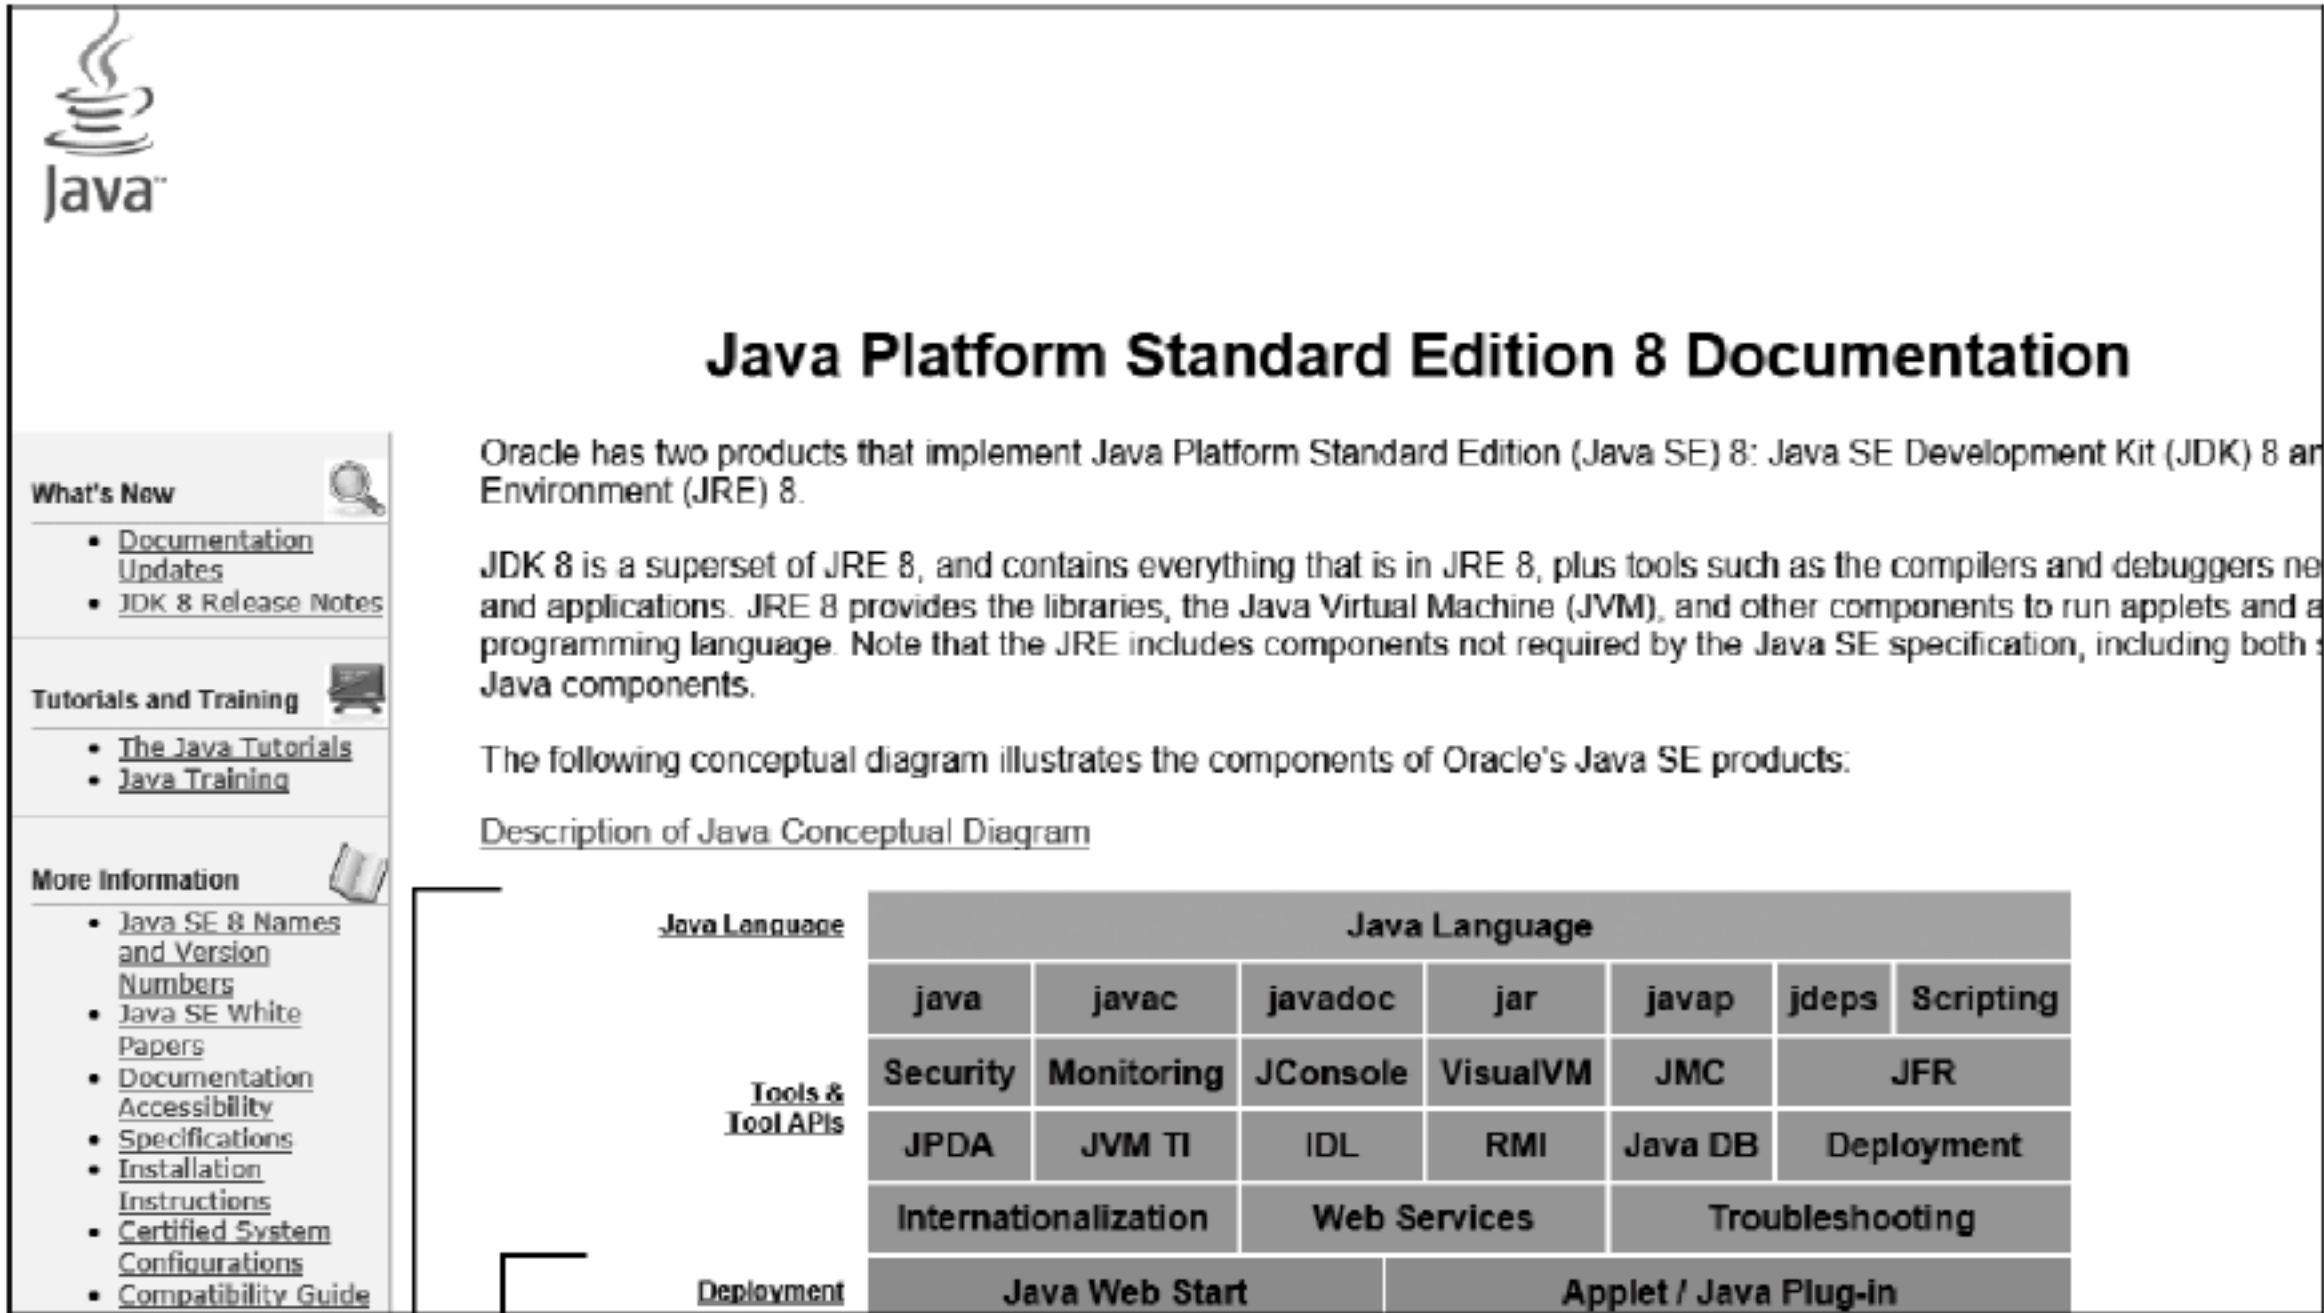 Java™
Java Platform Standard Edition 8 Documentation
What's New
Documentation
Updates
JDK 8 Release Notes
Tutorials and Training
The Java Tutorials
Java Training
More Information
Java SE 8 Names
and Version
Numbers
Java SE White
Papers
Documentation
Accessibility
Specifications
Installation
Instructions
Certified System
Configurations
Compatibility Guide
Oracle has two products that implement Java Platform Standard Edition (Java SE) 8: Java SE Development Kit (JDK) 8 an
Environment (JRE) 8.
JDK 8 is a superset of JRE 8, and contains everything that is in JRE 8, plus tools such as the compilers and debuggers ne
and applications. JRE 8 provides the libraries, the Java Virtual Machine (JVM), and other components to run applets and a
programming language. Note that the JRE includes components not required by the Java SE specification, including both s
Java components.
The following conceptual diagram illustrates the components of Oracle's Java SE products:
Description of Java Conceptual Diagram
Java Language Java Language
java javac javadoc jar javap jdeps Scripting
Tools &
Tool APIs
Security Monitoring JConsole VisualVM JMC JFR
JPDA JVM TI IDL RMI Java DB Deployment
Internationalization Web Services Troubleshooting
Deployment Java Web Start Applet / Java Plug-in